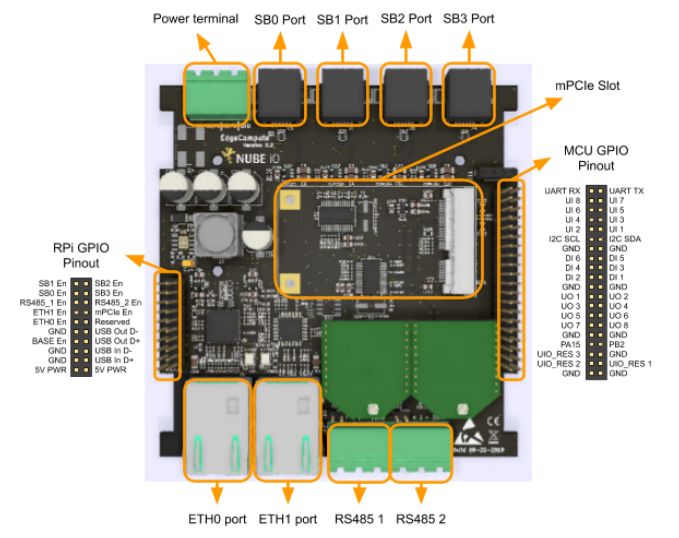 Power terminal
SB0 Port
SB1 Port
SB2 Port
SB3 Port
mPCIe Slot
EdgeCompute
Version 0.2
NUBE iO
MCU GPIO
Pinout
UART RX UART TX
UI 8 UI 7
UI 6 UI 5
UI 4 UI 3
UI 2 UI 1
I2C SCL I2C SDA
GND GND
DI 6 DI 5
DI 4 DI 3
DI 2 DI 1
GND GND
UO 1 UO 2
UO 3 UO 4
UO 5 UO 6
UO 7 UO 8
GND GND
PA15 PB2
UIO_RES 3 GND
UIO_RES 2 UIO_RES 1
GND GND
RPi GPIO
Pinout
SB1 En SB2 En
SB0 En SB3 En
RS485_1 En RS485_2 En
ETH1 En mPCIe En
ETH0 En Reserved
GND USB Out D-
BASE En USB Out D+
GND USB In D-
GND USB In D+
5V PWR 5V PWR
CE
ETH0 port
ETH1 port
RS485 1
RS485 2